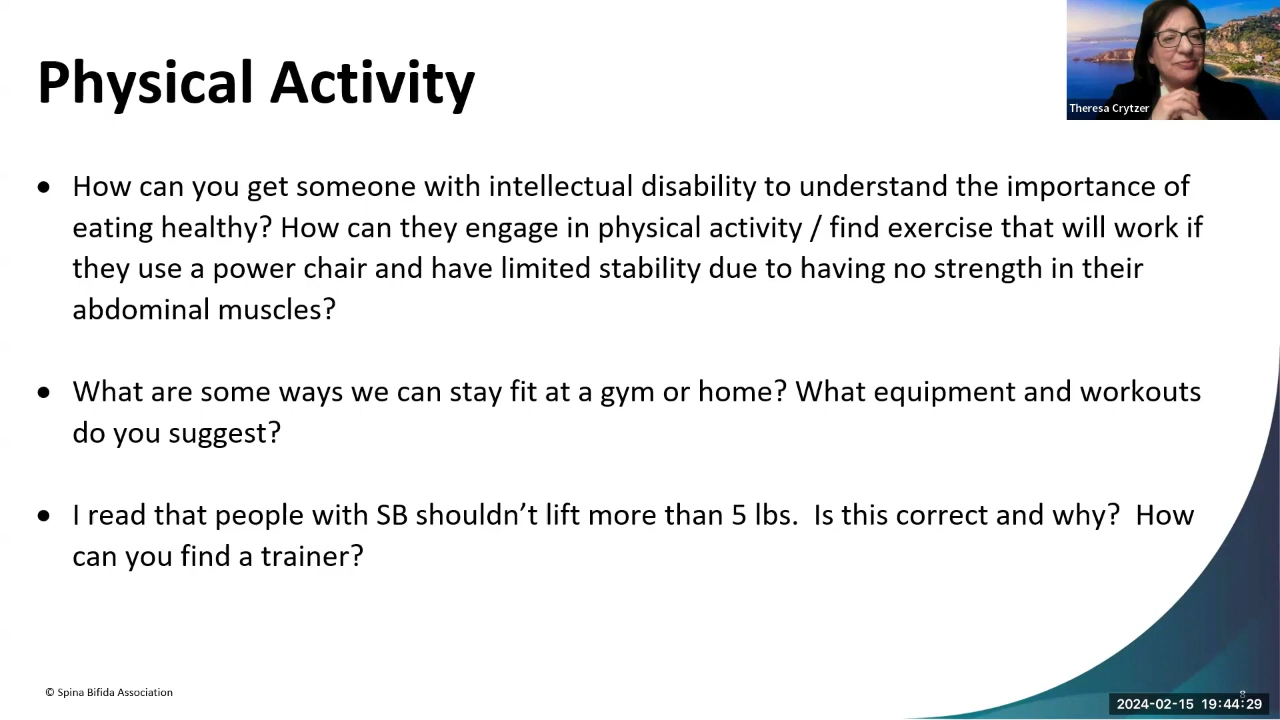 Physical Activity
Theresa Crytzer
• How can you get someone with intellectual disability to understand the importance of
eating healthy? How can they engage in physical activity / find exercise that will work if
they use a power chair and have limited stability due to having no strength in their
abdominal muscles?
• What are some ways we can stay fit at a gym or home? What equipment and workouts
do you suggest?
• I read that people with SB shouldn’t lift more than 5 lbs.  Is this correct and why?  How
can you find a trainer?
© Spina Bifida Association
8
2024-02-15 19:44:29